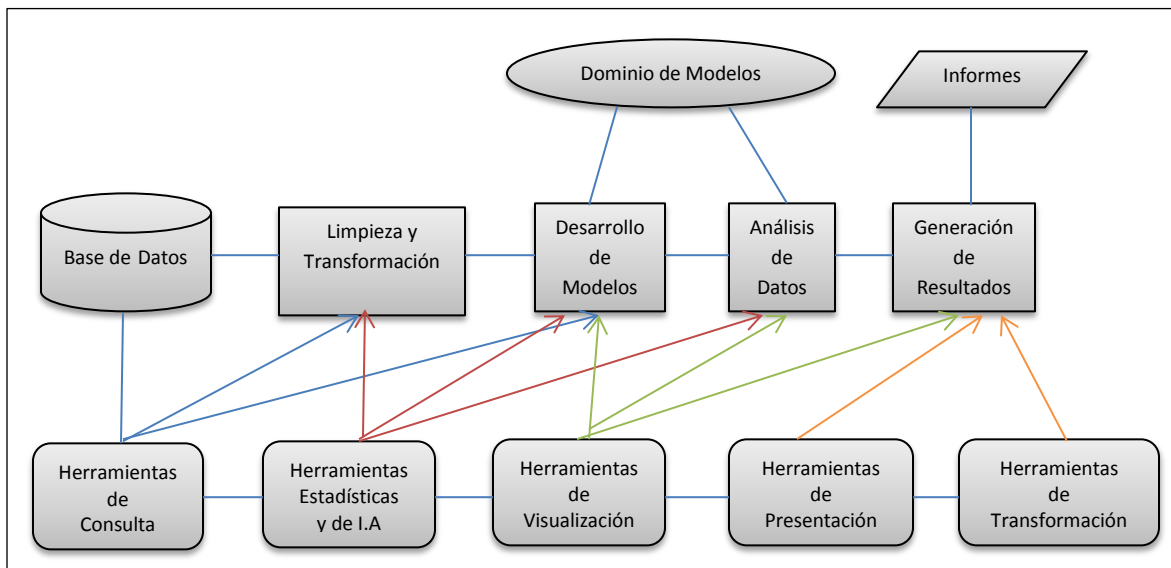 Dominio de Modelos
Informes
Base de Datos
Limpieza y
Transformación
Desarrollo
de
Modelos
Análisis
de
Datos
Generación
de
Resultados
Herramientas
de
Consulta
Herramientas
Estadísticas
y de I.A
Herramientas
de
Visualización
Herramientas
de
Presentación
Herramientas
de
Transformación